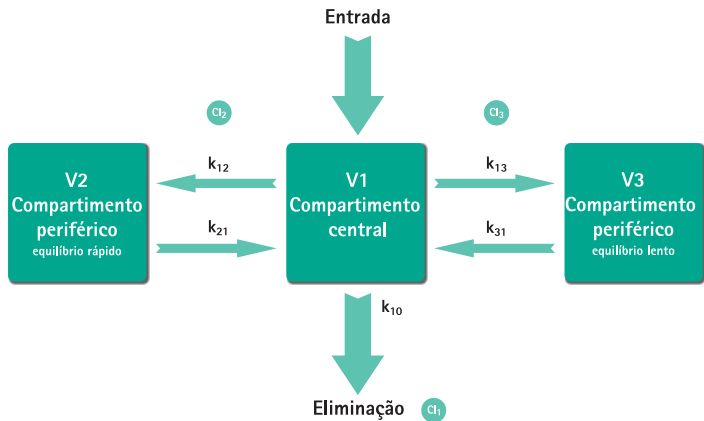 Entrada
Cl₂
Cl₃
k₁₂
k₁₃
V2
Compartimento
periférico
equilíbrio rápido
V1
Compartimento
central
V3
Compartimento
periférico
equilíbrio lento
k₂₁
k₃₁
k₁₀
Eliminação Cl₁